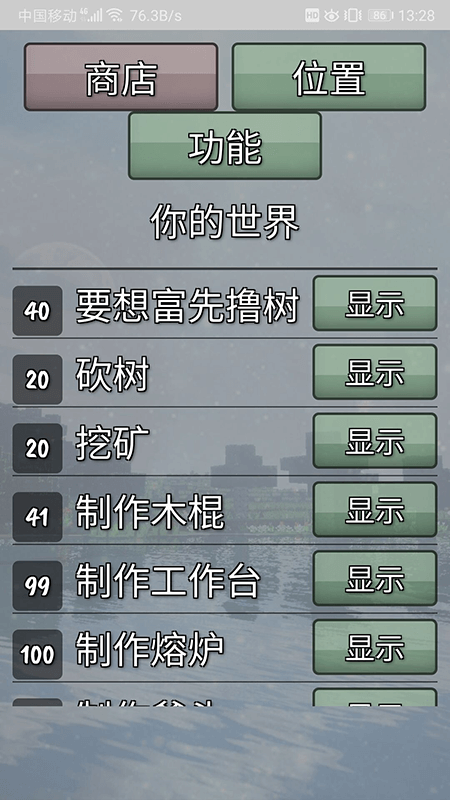 中国移动 4G 76.3B/s HD 86 13:28
商店 位置
功能
你的世界
40 要想富先撸树 显示
20 砍树 显示
20 挖矿 显示
41 制作木棍 显示
99 制作工作台 显示
100 制作熔炉 显示